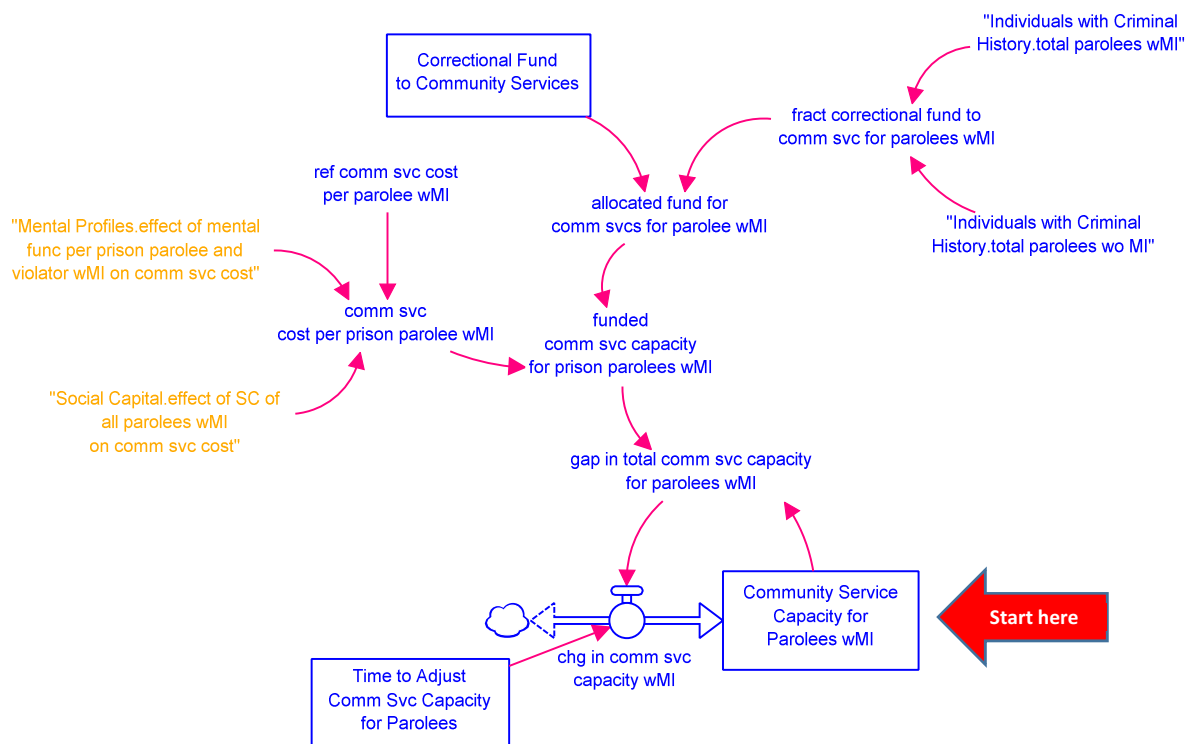 "Individuals with Criminal
History.total parolees wMI"
Correctional Fund
to Community Services
fract correctional fund to
comm svc for parolees wMI
ref comm svc cost
per parolee wMI
allocated fund for
comm svcs for parolee wMI
"Individuals with Criminal
History.total parolees wo MI"
"Mental Profiles.effect of mental
func per prison parolee and
violator wMI on comm svc cost"
comm svc
cost per prison parolee wMI
funded
comm svc capacity
for prison parolees wMI
"Social Capital.effect of SC of
all parolees wMI
on comm svc cost"
gap in total comm svc capacity
for parolees wMI
Community Service
Capacity for
Parolees wMI
Start here
chg in comm svc
capacity wMI
Time to Adjust
Comm Svc Capacity
for Parolees